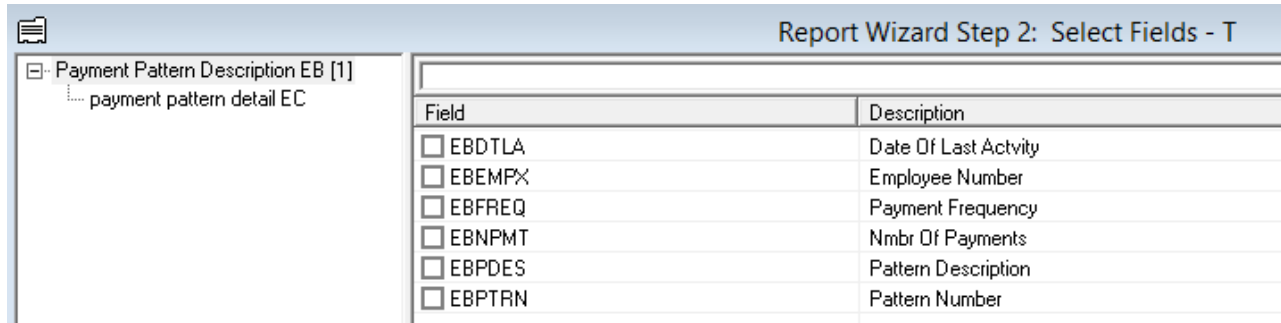 Report Wizard Step 2: Select Fields - T
Payment Pattern Description EB [1]
payment pattern detail EC
Field Description
EBDTLA Date Of Last Actvity
EBEMPX Employee Number
EBFREQ Payment Frequency
EBNPMT Nmbr Of Payments
EBPDES Pattern Description
EBPTRN Pattern Number